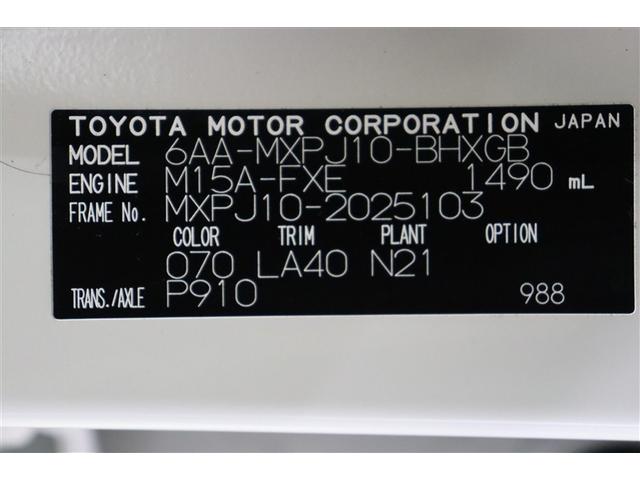 TOYOTA MOTOR CORPORATION JAPAN
MODEL 6AA-MXPJ10-BHXGB
ENGINE M15A-FXE 1490 mL
FRAME No. MXPJ10-2025103
COLOR TRIM PLANT OPTION
070 LA40 N21
TRANS./AXLE P910 988